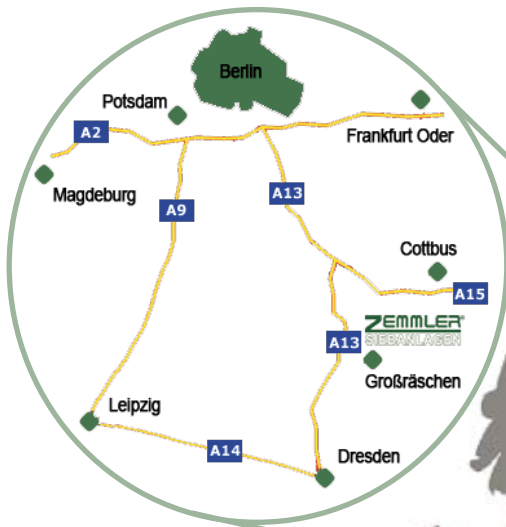 Berlin
Potsdam
A2
Frankfurt Oder
Magdeburg
A9
A13
Cottbus
A15
ZEMMLER®
SIEBANLAGEN
A13
Großräschen
Leipzig
A14
Dresden